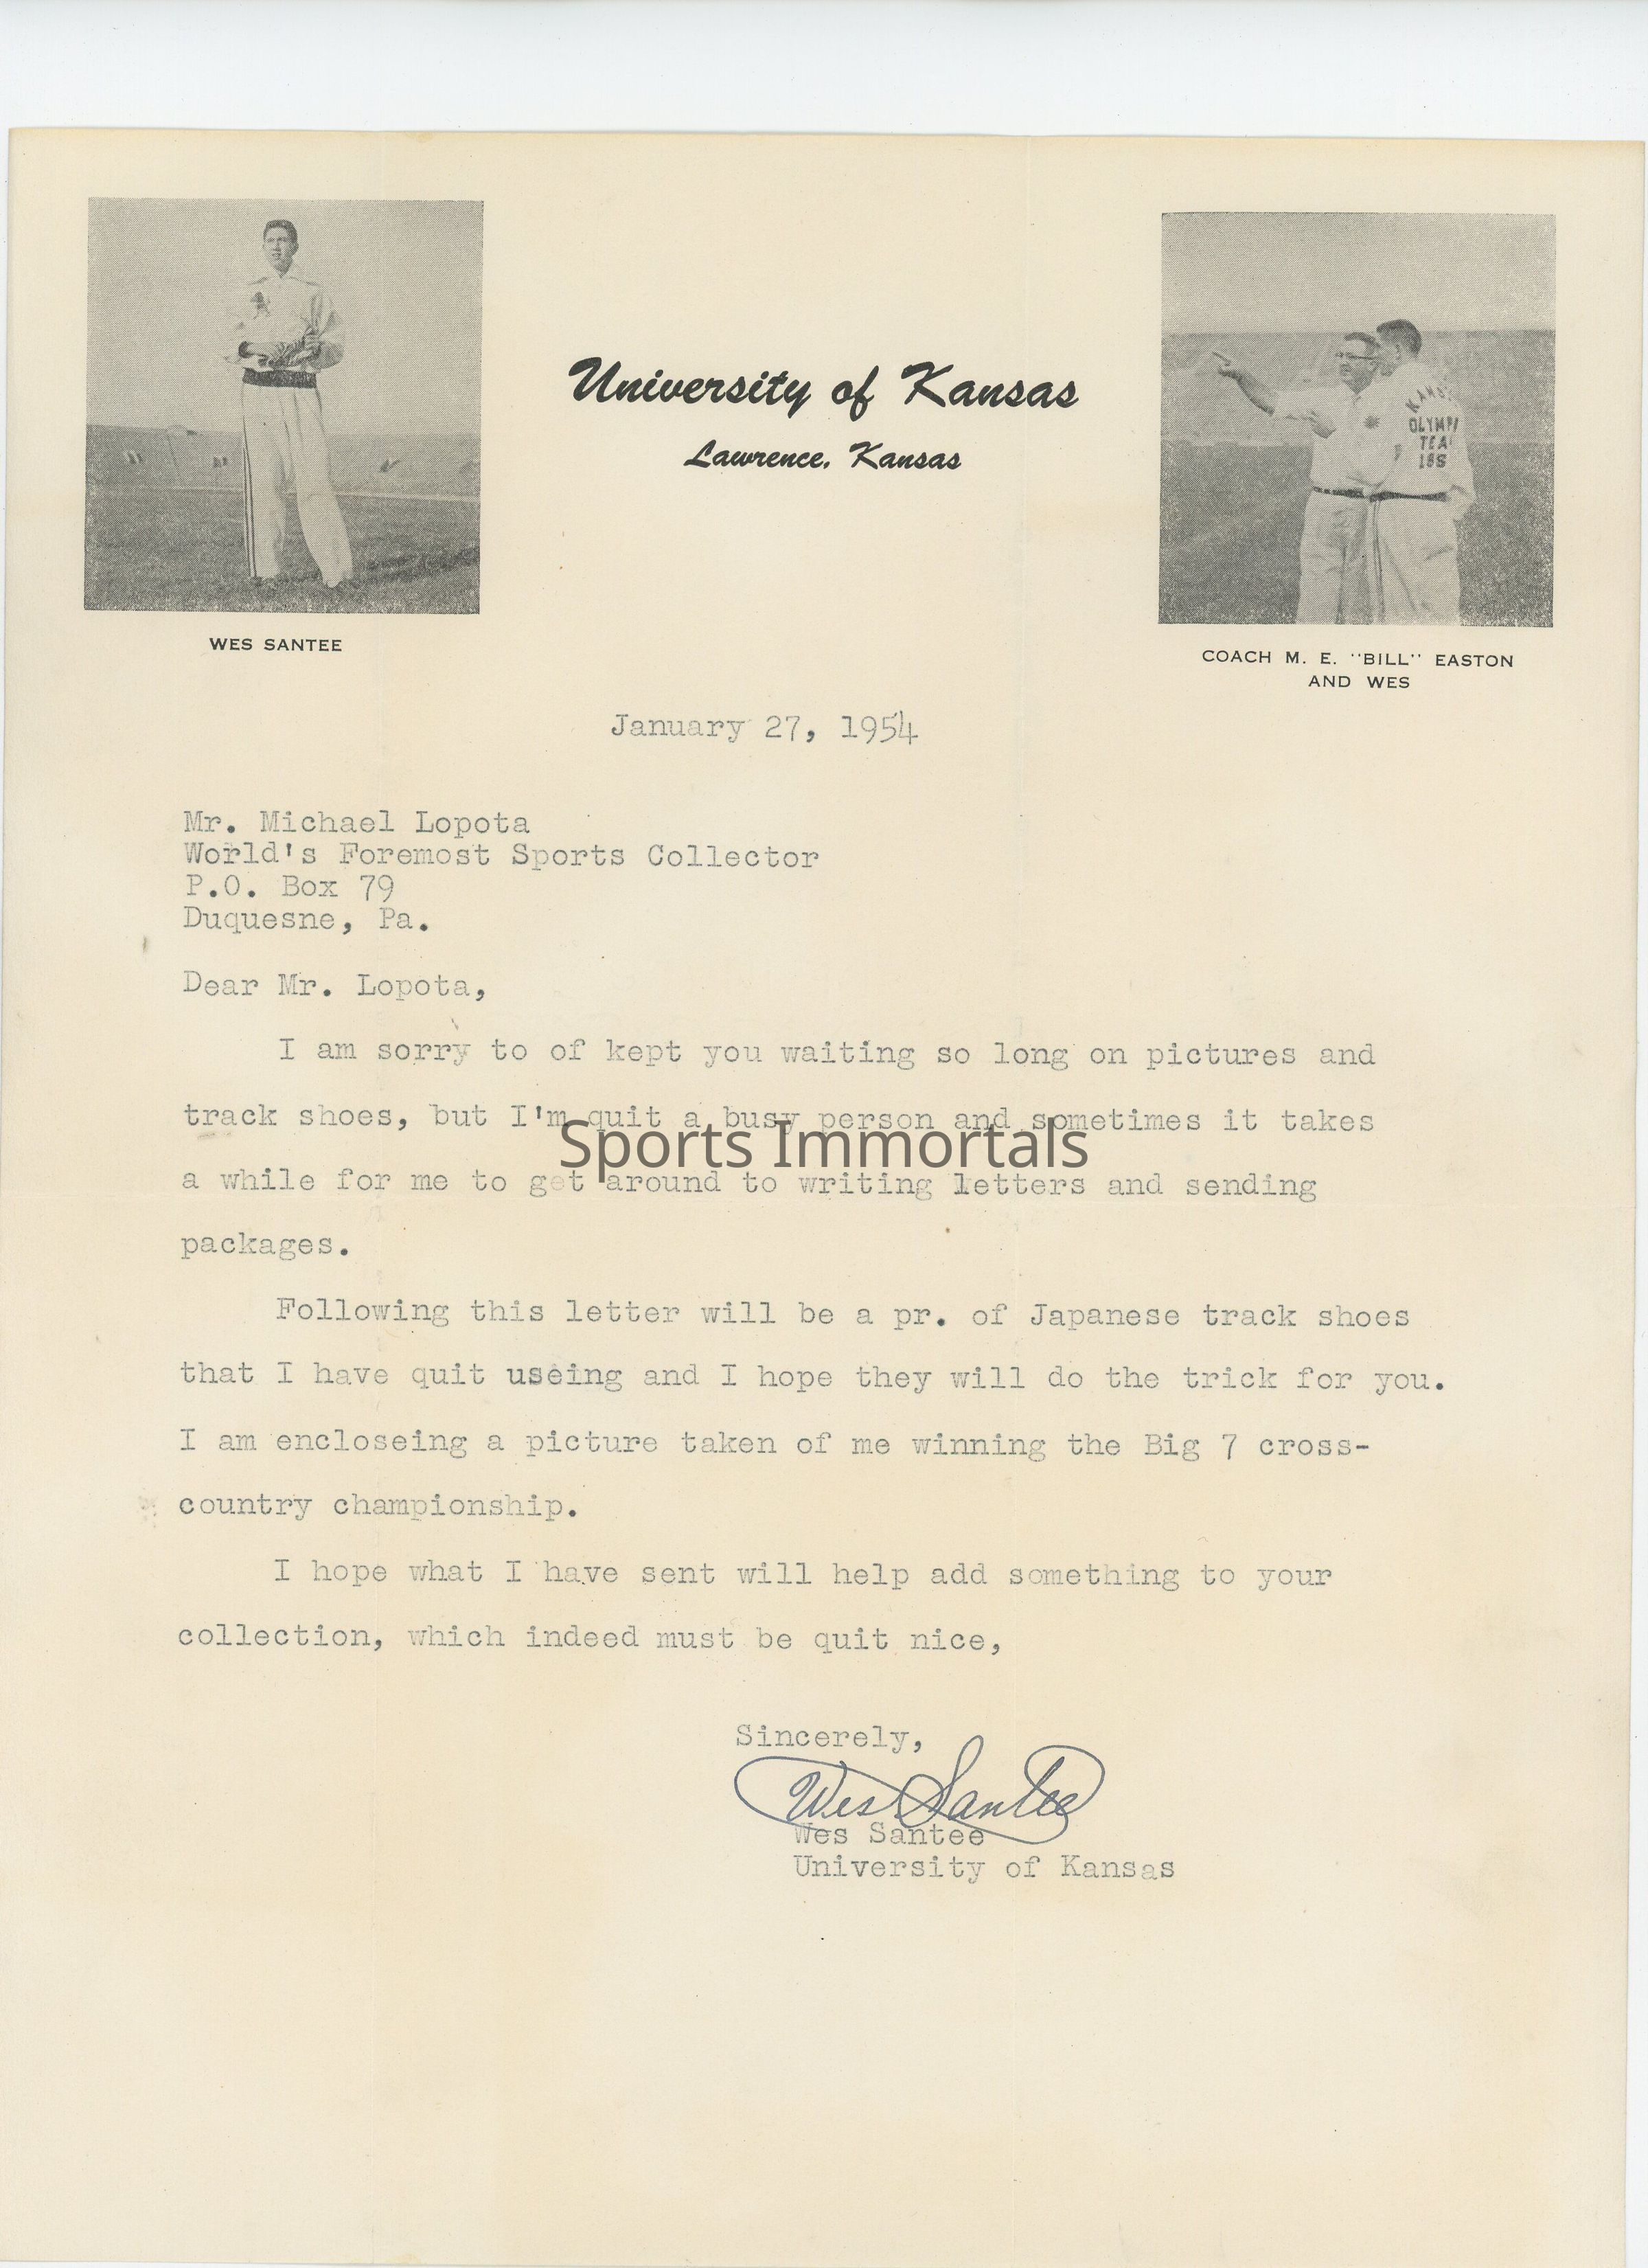 University of Kansas
Lawrence, Kansas
OLYMPI
TEA
WES SANTEE
COACH M. E. "BILL" EASTON
AND WES
January 27, 1954
Mr. Michael Lopota
World's Foremost Sports Collector
P.O. Box 79
Duquesne, Pa.
Dear Mr. Lopota,
I am sorry to of kept you waiting so long on pictures and
track shoes, but I'm quit a busy person and sometimes it takes
Sports Immortals
a while for me to get around to writing letters and sending
packages.
Following this letter will be a pr. of Japanese track shoes
that I have quit useing and I hope they will do the trick for you.
I am encloseing a picture taken of me winning the Big 7 cross-
country championship.
I hope what I have sent will help add something to your
collection, which indeed must be quit nice,
Sincerely,
Wes Santee
Wes Santee
University of Kansas